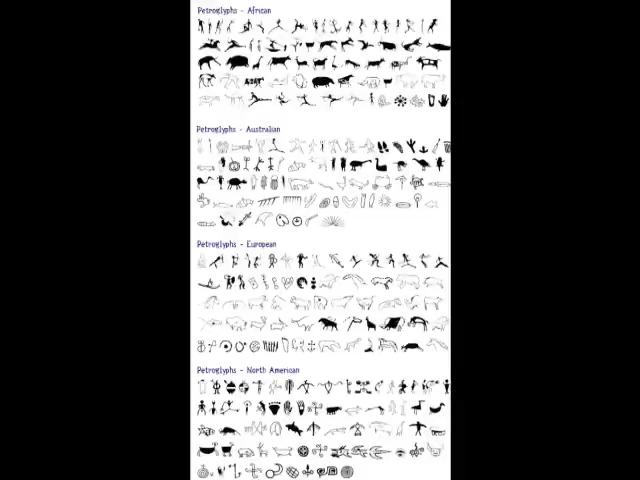 Petroglyphs - African
Petroglyphs - Australian
Petroglyphs - European
Petroglyphs - North American